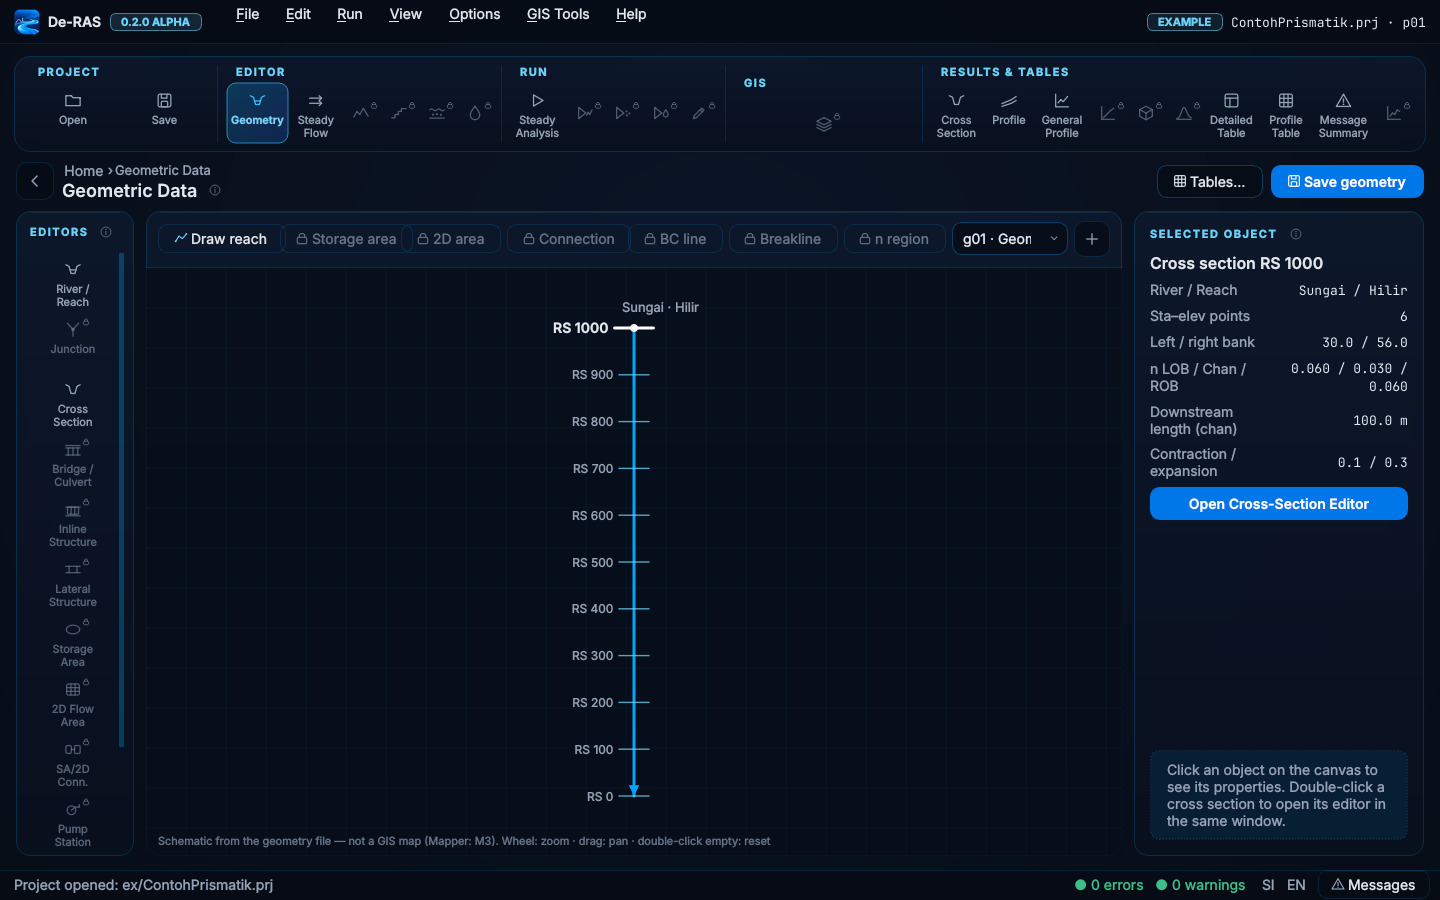 De-RAS 0.2.0 ALPHA File Edit Run View Options GIS Tools Help EXAMPLE ContohPrismatik.prj · p01
PROJECT
Open Save
EDITOR
Geometry Steady Flow
RUN
Steady Analysis
GIS
RESULTS & TABLES
Cross Section Profile General Profile Detailed Table Profile Table Message Summary
Home › Geometric Data
Geometric Data
Tables... Save geometry
EDITORS
River / Reach
Junction
Cross Section
Bridge / Culvert
Inline Structure
Lateral Structure
Storage Area
2D Flow Area
SA/2D Conn.
Pump Station
Draw reach Storage area 2D area Connection BC line Breakline n region g01 · Geon
Sungai · Hilir
RS 1000
RS 900
RS 800
RS 700
RS 600
RS 500
RS 400
RS 300
RS 200
RS 100
RS 0
Schematic from the geometry file — not a GIS map (Mapper: M3). Wheel: zoom · drag: pan · double-click empty: reset
SELECTED OBJECT
Cross section RS 1000
River / Reach Sungai / Hilir
Sta–elev points 6
Left / right bank 30.0 / 56.0
n LOB / Chan / ROB 0.060 / 0.030 / 0.060
Downstream length (chan) 100.0 m
Contraction / expansion 0.1 / 0.3
Open Cross-Section Editor
Click an object on the canvas to
see its properties. Double-click a
cross section to open its editor in
the same window.
Project opened: ex/ContohPrismatik.prj 0 errors 0 warnings SI EN Messages